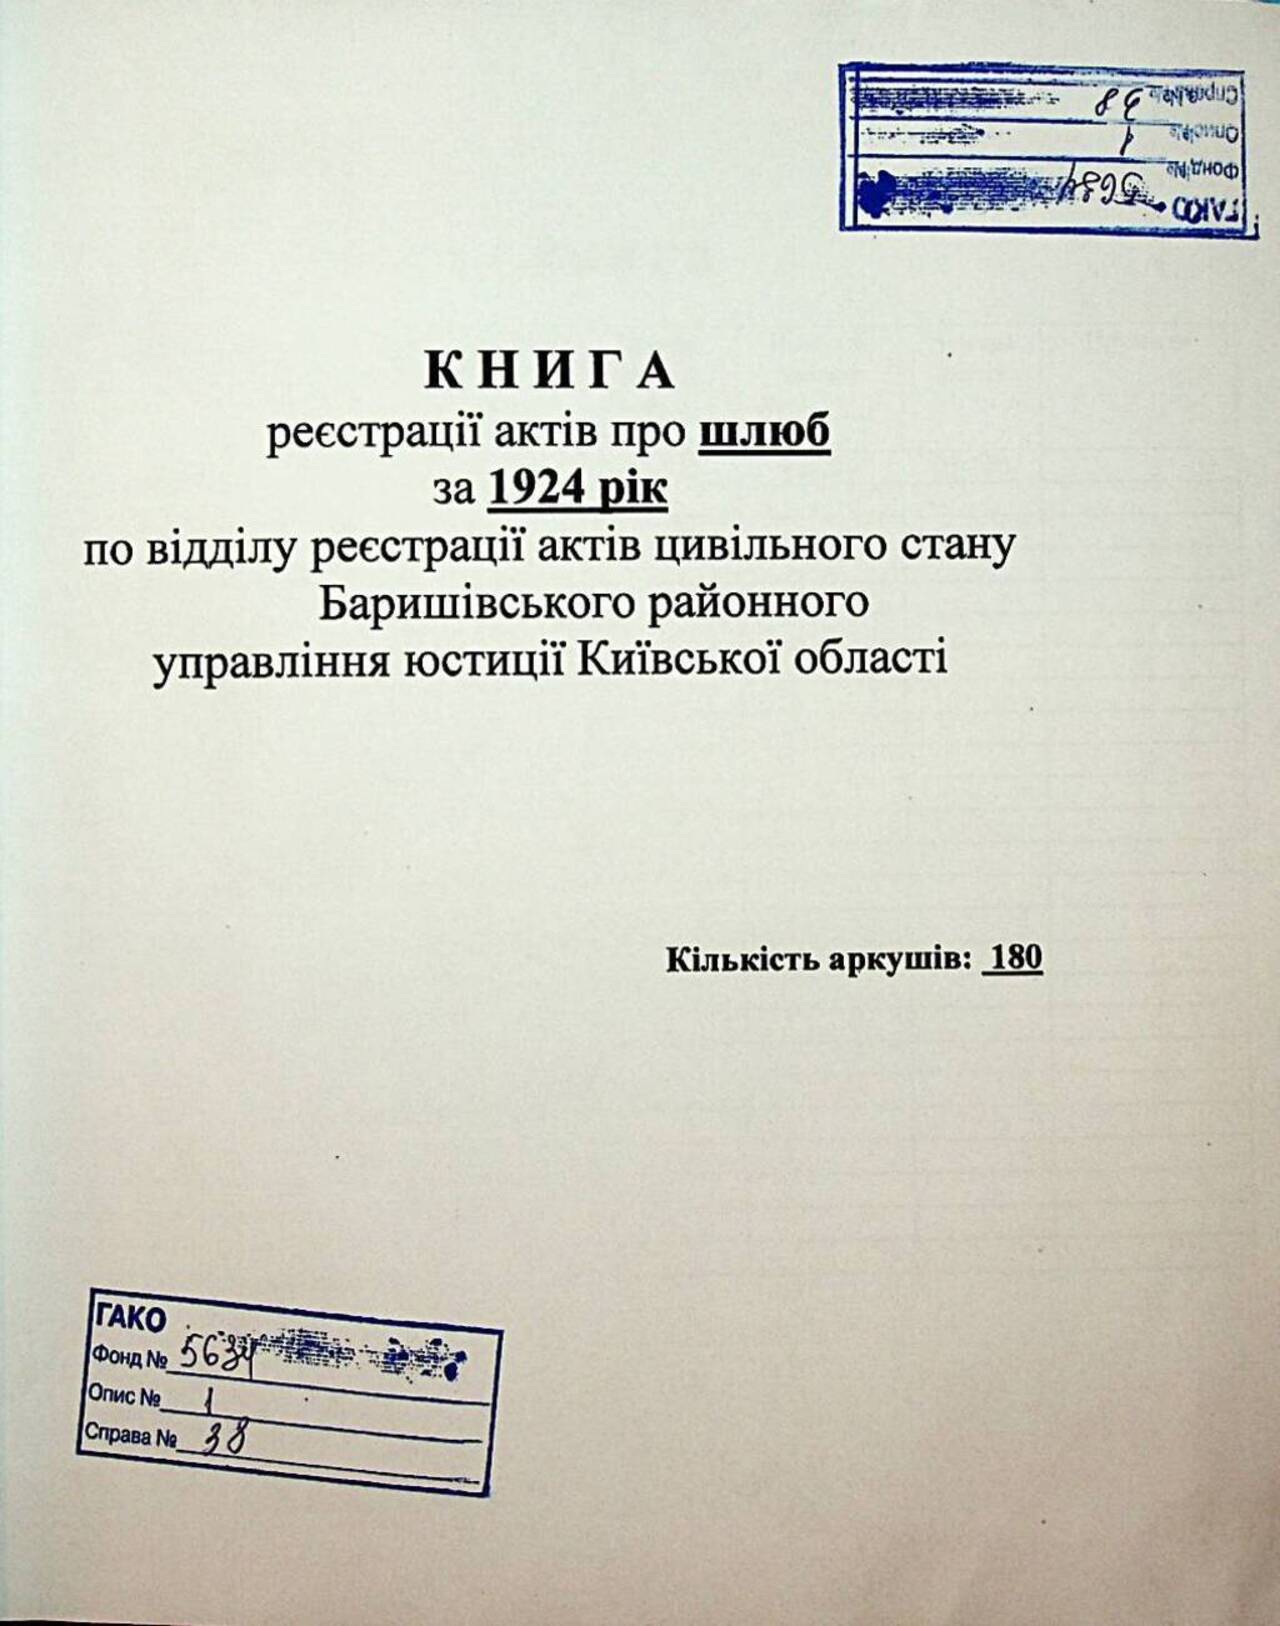 ГАКО
Фонд №
Опис № 1
Справа № 38
К Н И Г А
реєстрації актів про шлюб
за 1924 рік
по відділу реєстрації актів цивільного стану
Баришівського районного
управління юстиції Київської області
Кількість аркушів: 180
ГАКО
Фонд № 5634
Опис № 1
Справа № 38